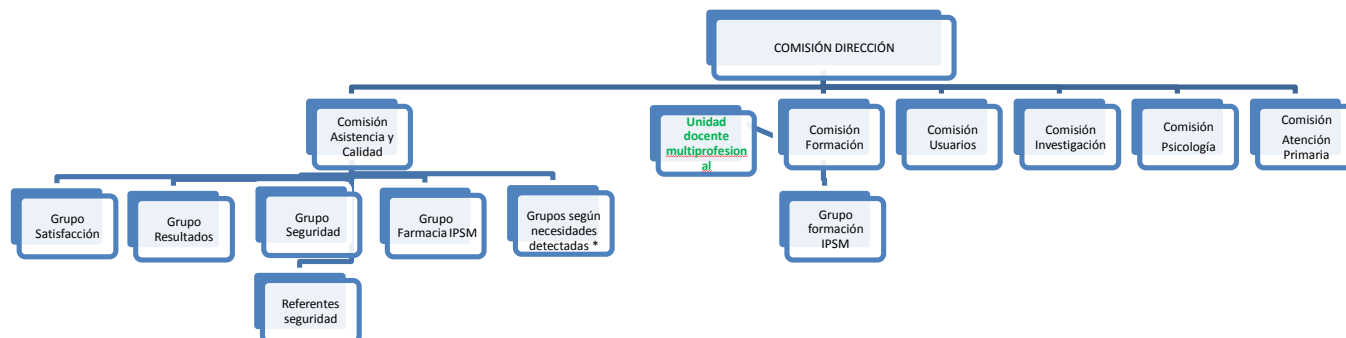 COMISIÓN DIRECCIÓN
Comisión
Asistencia y
Calidad
Unidad
docente
multiprofesion
al
Comisión
Formación
Comisión
Usuarios
Comisión
Investigación
Comisión
Psicología
Comisión
Atención
Primaria
Grupo
Satisfacción
Grupo
Resultados
Grupo
Seguridad
Grupo
Farmacia IPSM
Grupos según
necesidades
detectadas *
Grupo
formación
IPSM
Referentes
seguridad